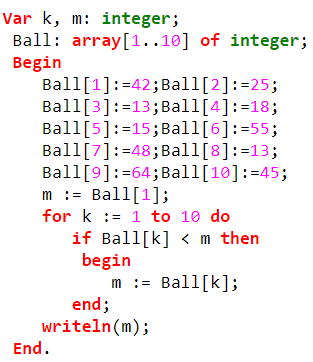 Var k, m: integer;
Ball: array[1..10] of integer;
Begin
Ball[1]:=42;Ball[2]:=25;
Ball[3]:=13;Ball[4]:=18;
Ball[5]:=15;Ball[6]:=55;
Ball[7]:=48;Ball[8]:=13;
Ball[9]:=64;Ball[10]:=45;
m := Ball[1];
for k := 1 to 10 do
if Ball[k] < m then
begin
m := Ball[k];
end;
writeln(m);
End.